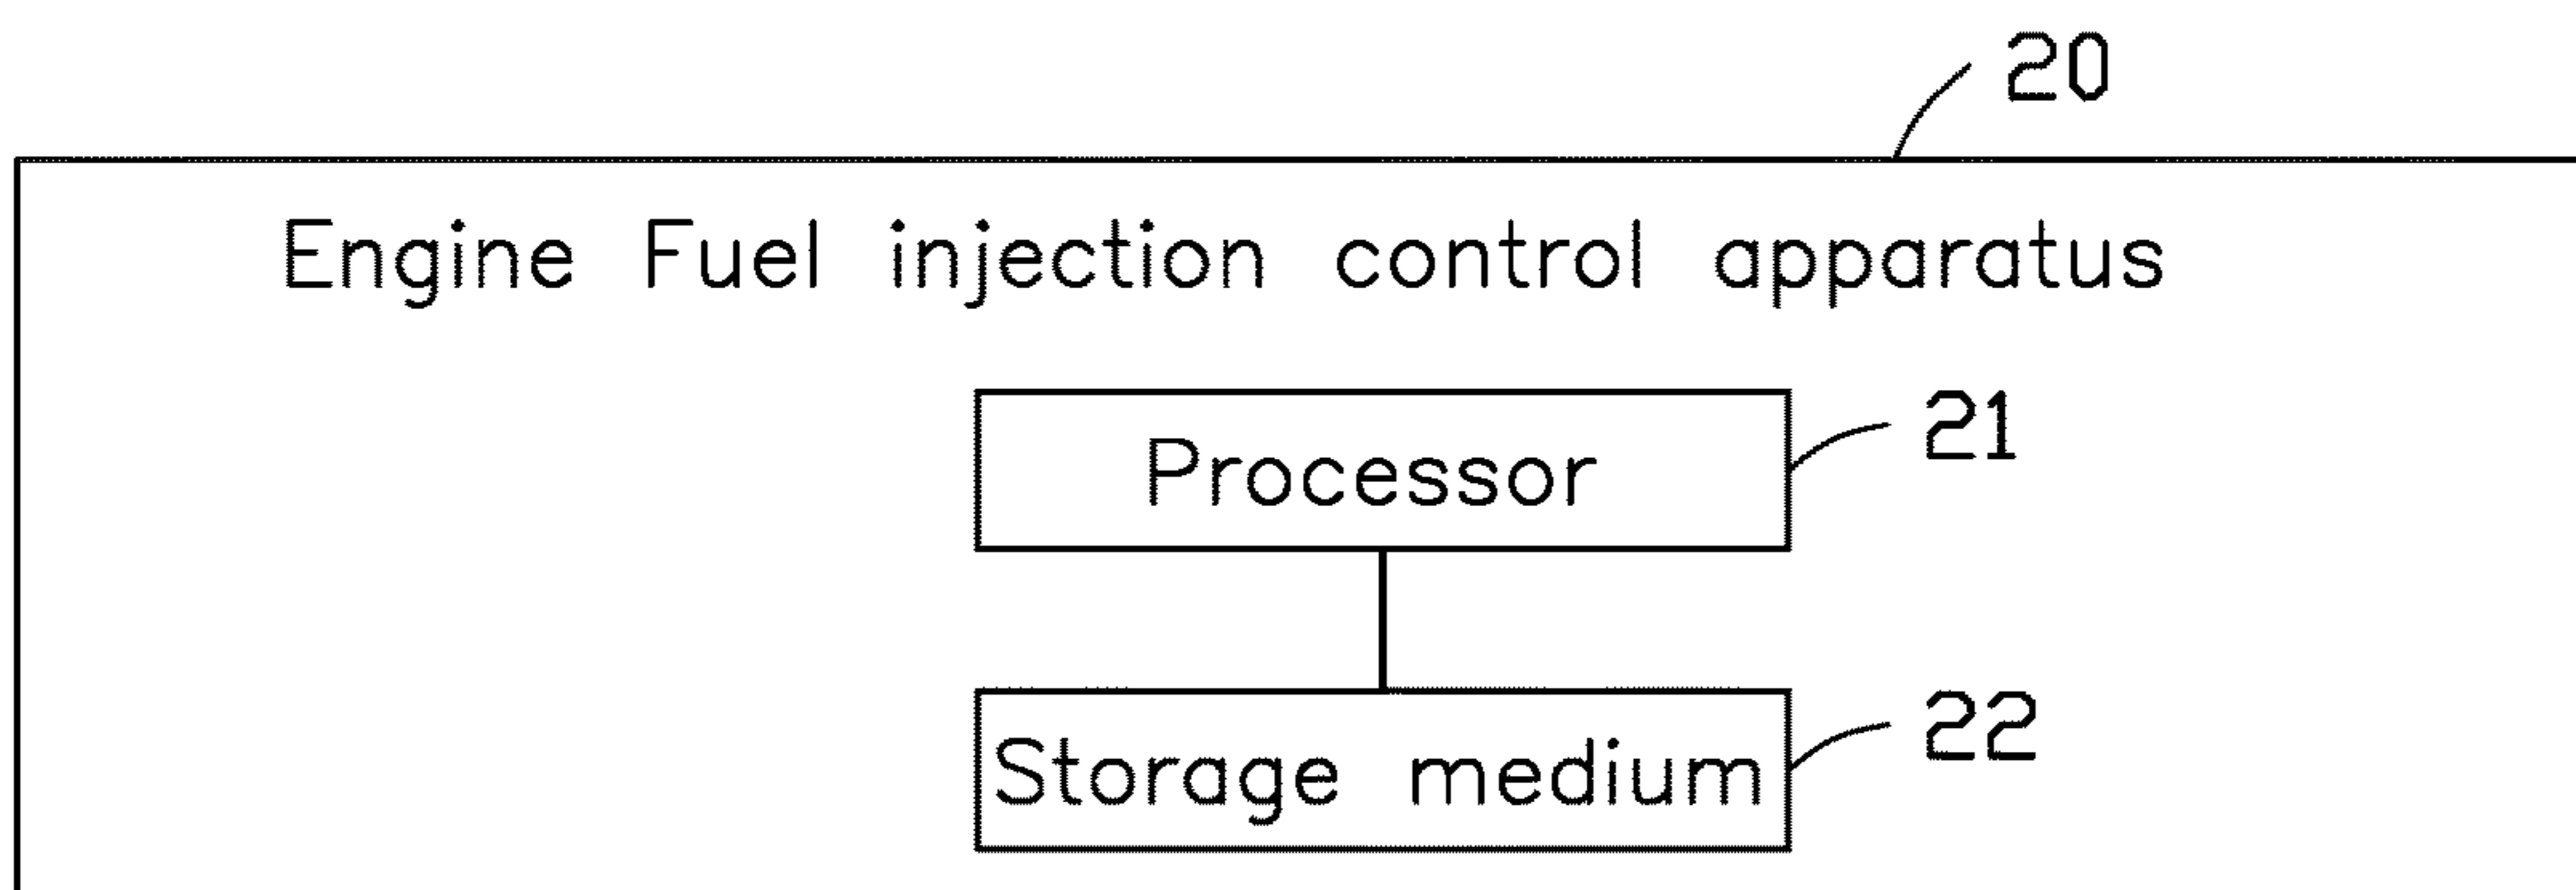 20
Engine Fuel injection control apparatus
Processor 21
Storage medium 22